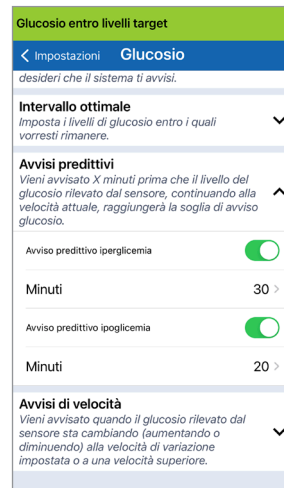 Glucosio entro livelli target
Impostazioni Glucosio
desideri che il sistema ti avvisi.
Intervallo ottimale
Imposta i livelli di glucosio entro i quali
vorresti rimanere.
Avvisi predittivi
Vieni avvisato X minuti prima che il livello del
glucosio rilevato dal sensore, continuando alla
velocità attuale, raggiungerà la soglia di avviso
glucosio.
Avviso predittivo iperglicemia
Minuti 30
Avviso predittivo ipoglicemia
Minuti 20
Avvisi di velocità
Vieni avvisato quando il glucosio rilevato dal
sensore sta cambiando (aumentando o
diminuendo) alla velocità di variazione
impostata o a una velocità superiore.